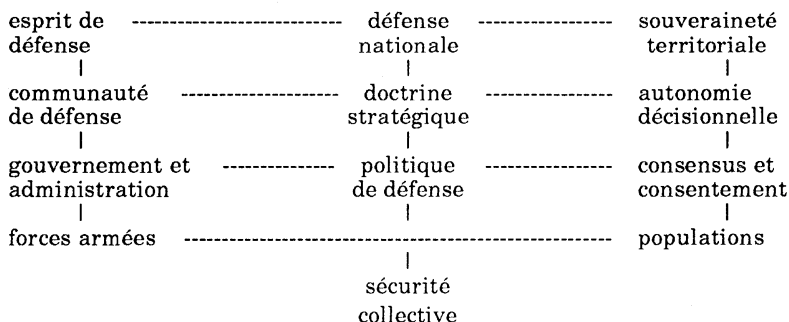 esprit de défense souveraineté
défense nationale territoriale
communauté doctrine autonomie
de défense stratégique décisionnelle
gouvernement et politique consensus et
administration de défense consentement
forces armées populations
sécurité
collective